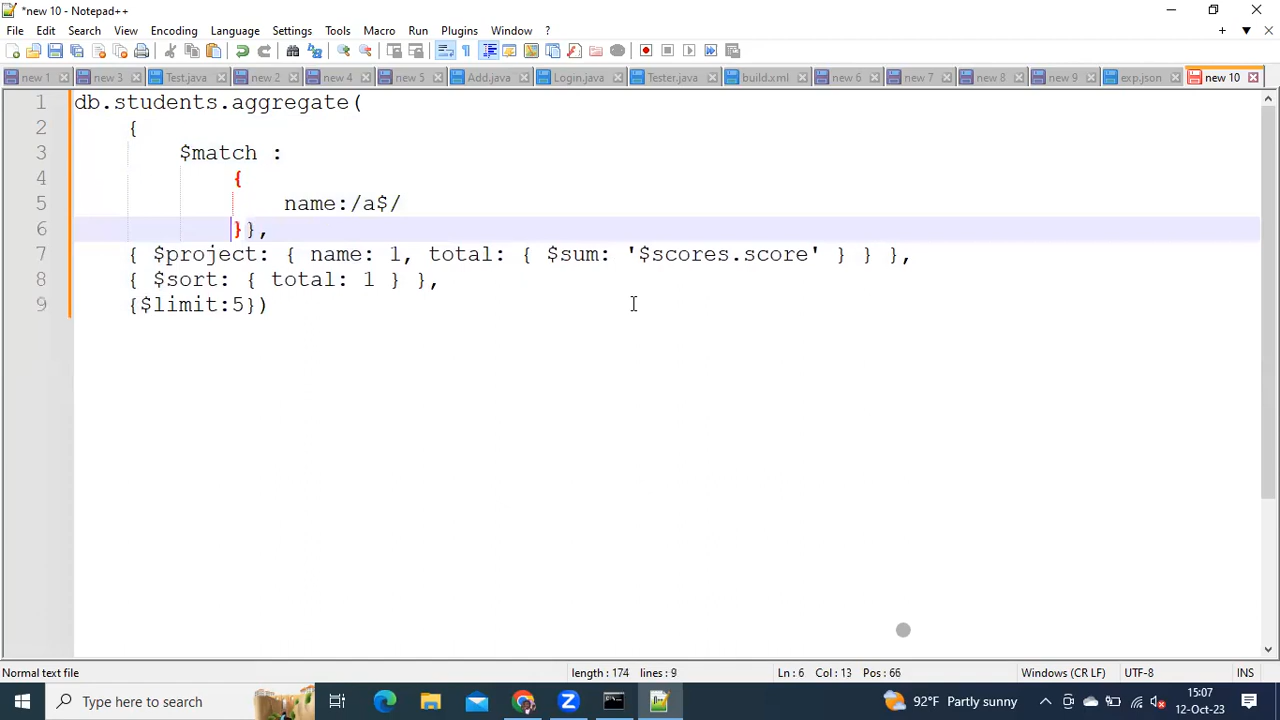 *new 10 - Notepad++
File Edit Search View Encoding Language Settings Tools Macro Run Plugins Window ?
new 1 new 3 Test.java new 2 new 4 new 5 Add.java Login.java Tester.java build.xml new 6 new 7 new 8 new 9 exp.json new 10
1 db.students.aggregate(
2 {
3 $match :
4 {
5 name:/a$/
6 }},
7 { $project: { name: 1, total: { $sum: '$scores.score' } } },
8 { $sort: { total: 1 } },
9 {$limit:5})
Normal text file length : 174 lines : 9 Ln : 6 Col : 13 Pos : 66 Windows (CR LF) UTF-8 INS
Type here to search 92°F Partly sunny 15:07
12-Oct-23